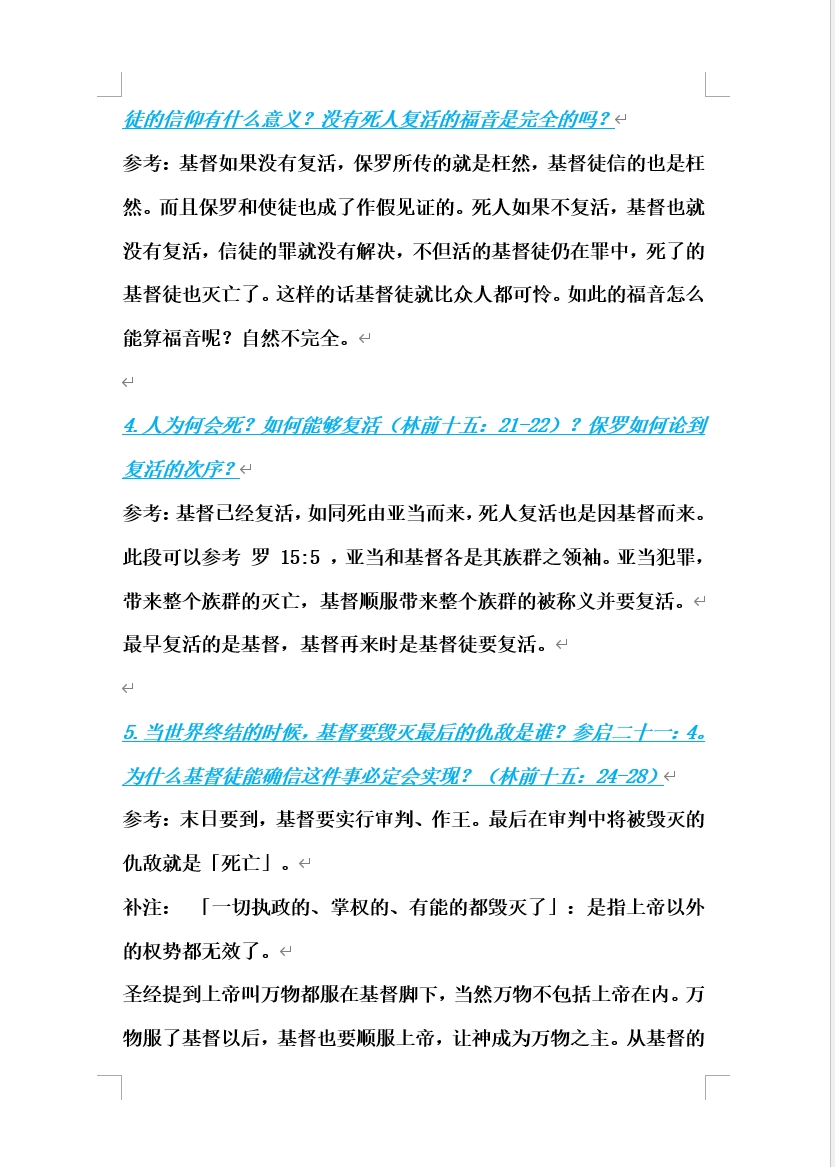 徒的信仰有什么意义？没有死人复活的福音是完全的吗？
参考：基督如果没有复活，保罗所传的就是枉然，基督徒信的也是枉
然。而且保罗和使徒也成了作假见证的。死人如果不复活，基督也就
没有复活，信徒的罪就没有解决，不但活的基督徒仍在罪中，死了的
基督徒也灭亡了。这样的话基督徒就比众人都可怜。如此的福音怎么
能算福音呢？自然不完全。
4.人为何会死？如何能够复活（林前十五：21-22）？保罗如何论到
复活的次序？
参考：基督已经复活，如同死由亚当而来，死人复活也是因基督而来。
此段可以参考 罗 15:5 ，亚当和基督各是其族群之领袖。亚当犯罪，
带来整个族群的灭亡，基督顺服带来整个族群的被称义并要复活。
最早复活的是基督，基督再来时是基督徒要复活。
5.当世界终结的时候，基督要毁灭最后的仇敌是谁？参启二十一：4。
为什么基督徒能确信这件事必定会实现？（林前十五：24-28）
参考：末日要到，基督要实行审判、作王。最后在审判中将被毁灭的
仇敌就是「死亡」。
补注： 「一切执政的、掌权的、有能的都毁灭了」：是指上帝以外
的权势都无效了。
圣经提到上帝叫万物都服在基督脚下，当然万物不包括上帝在内。万
物服了基督以后，基督也要顺服上帝，让神成为万物之主。从基督的